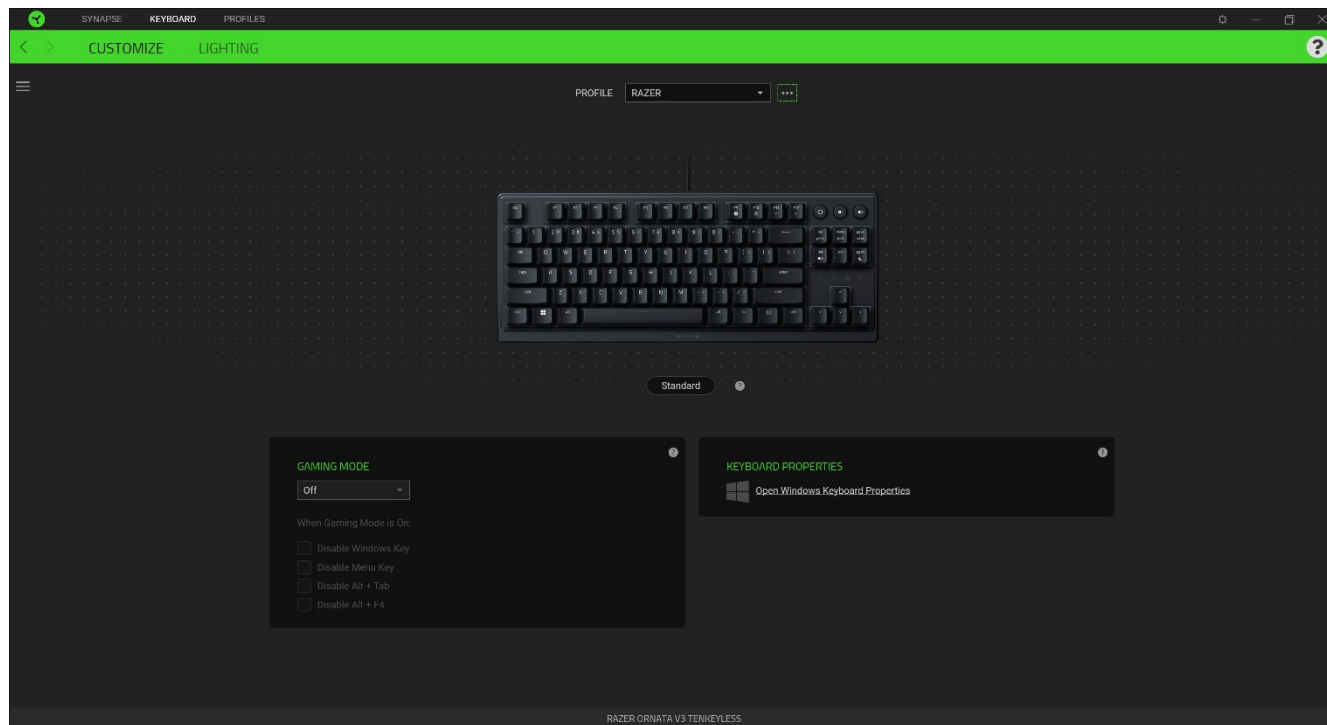 SYNAPSE KEYBOARD PROFILES
CUSTOMIZE LIGHTING
?
PROFILE RAZER
Standard ?
GAMING MODE ?
Off
When Gaming Mode is On:
Disable Windows Key
Disable Menu Key
Disable Alt + Tab
Disable Alt + F4
KEYBOARD PROPERTIES ?
Open Windows Keyboard Properties
RAZER ORNATA V3 TENKEYLESS